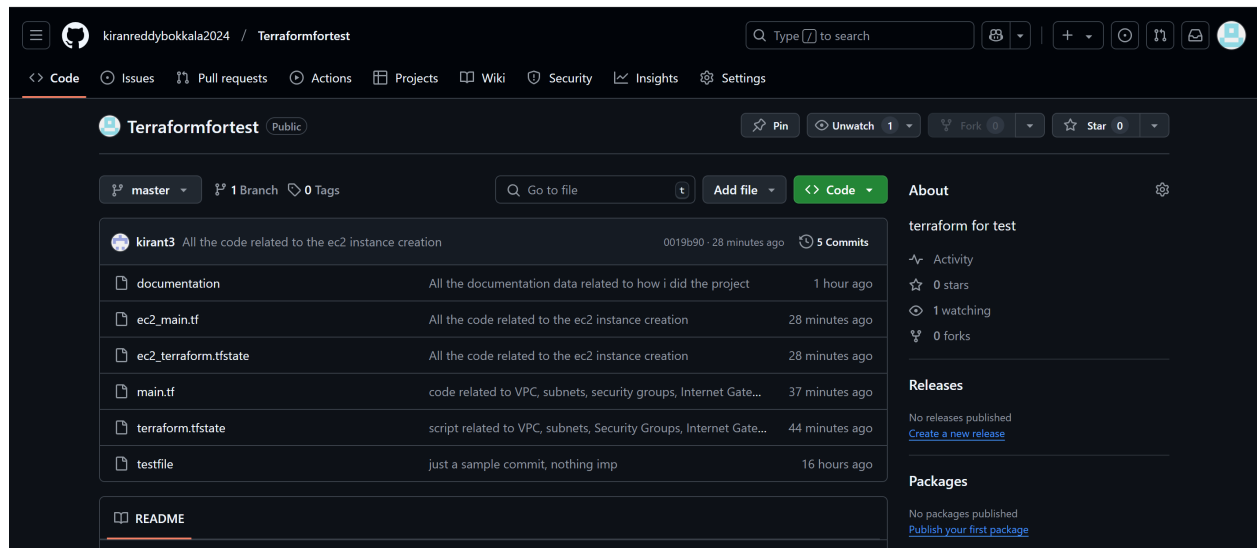 kiranreddybokkala2024 / Terraformfortest
Type / to search
Code Issues Pull requests Actions Projects Wiki Security Insights Settings
Terraformfortest Public
Pin Unwatch 1 Fork 0 Star 0
master 1 Branch 0 Tags
Go to file t
Add file Code
kirant3 All the code related to the ec2 instance creation 0019b90 · 28 minutes ago 5 Commits
documentation All the documentation data related to how i did the project 1 hour ago
ec2_main.tf All the code related to the ec2 instance creation 28 minutes ago
ec2_terraform.tfstate All the code related to the ec2 instance creation 28 minutes ago
main.tf code related to VPC, subnets, security groups, Internet Gate... 37 minutes ago
terraform.tfstate script related to VPC, subnets, Security Groups, Internet Gate... 44 minutes ago
testfile just a sample commit, nothing imp 16 hours ago
README
About
terraform for test
Activity
0 stars
1 watching
0 forks
Releases
No releases published
Create a new release
Packages
No packages published
Publish your first package